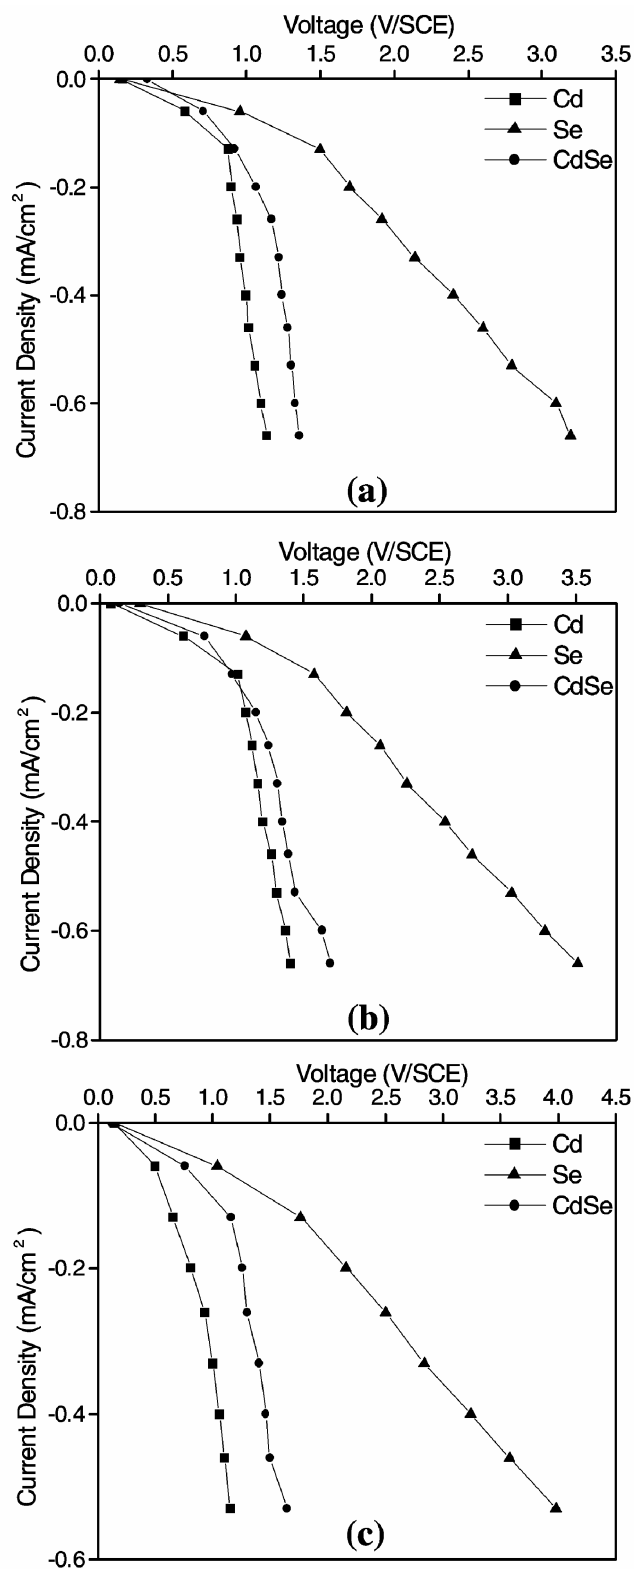 Voltage (V/SCE)
0.0 0.5 1.0 1.5 2.0 2.5 3.0 3.5
0.0
-0.2
-0.4
-0.6
-0.8
Current Density (mA/cm²)
Cd
Se
CdSe
(a)
Voltage (V/SCE)
0.0 0.5 1.0 1.5 2.0 2.5 3.0 3.5
0.0
-0.2
-0.4
-0.6
-0.8
Current Density (mA/cm²)
Cd
Se
CdSe
(b)
Voltage (V/SCE)
0.0 0.5 1.0 1.5 2.0 2.5 3.0 3.5 4.0 4.5
0.0
-0.2
-0.4
-0.6
Current Density (mA/cm²)
Cd
Se
CdSe
(c)